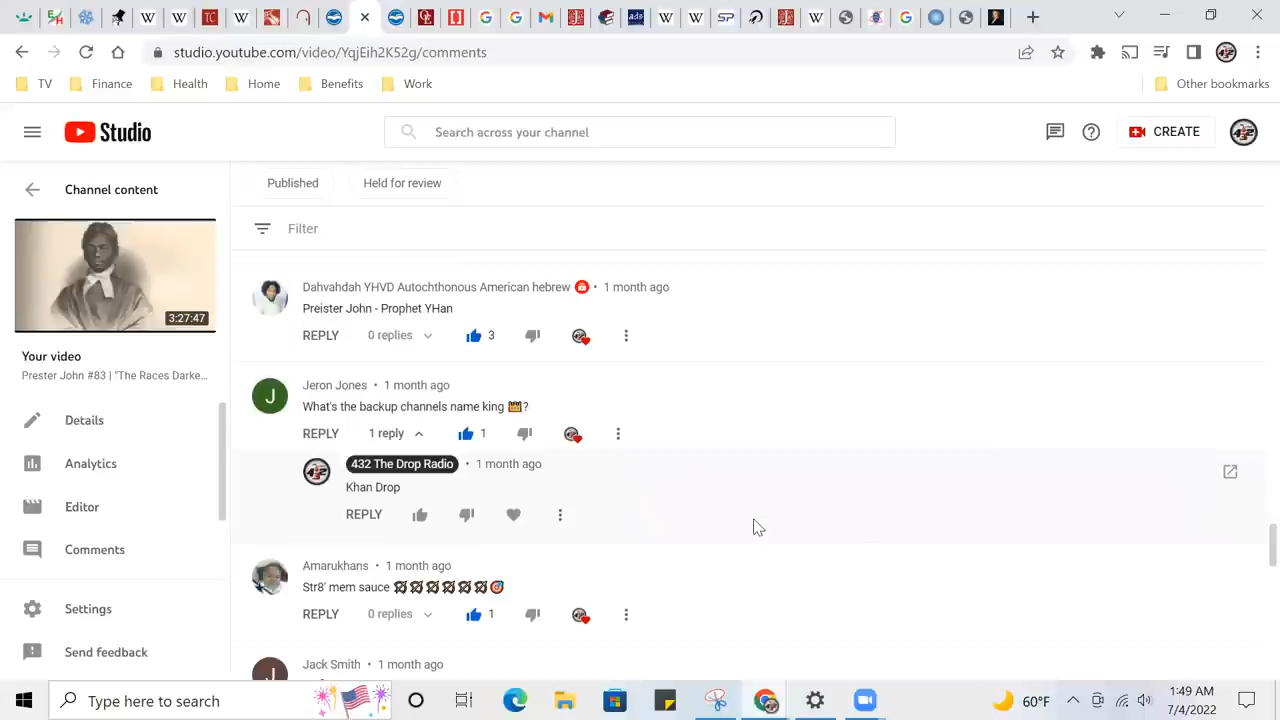 studio.youtube.com/video/YqjEih2K52g/comments
TV Finance Health Home Benefits Work Other bookmarks
Studio
Search across your channel
CREATE
Channel content
Published Held for review
Filter
3:27:47
Your video
Prester John #83 | "The Races Darke...
Details
Analytics
Editor
Comments
Settings
Send feedback
Dahvahdah YHVD Autochthonous American hebrew • 1 month ago
Preister John - Prophet YHan
REPLY 0 replies 3
J
Jeron Jones • 1 month ago
What's the backup channels name king 👑?
REPLY 1 reply 1
432 The Drop Radio • 1 month ago
Khan Drop
REPLY
Amarukhans • 1 month ago
Str8' mem sauce 🏹🏹🏹🏹🏹🏹🎯
REPLY 0 replies 1
Jack Smith • 1 month ago
Type here to search
60°F
1:49 AM
7/4/2022